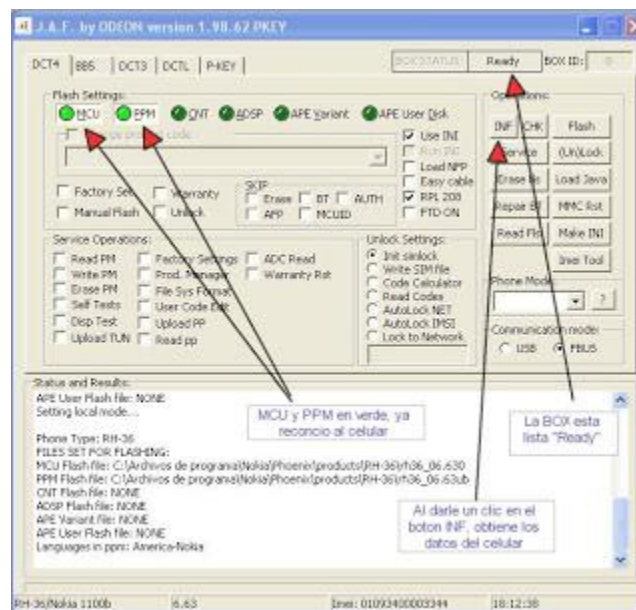 J.A.F. by ODEON version 1.98.62 PKEY
DCT4 BB5 DCT3 DCTL P-KEY
BOX STATUS Ready BOX ID: 0
Flash Settings:
MCU PPM CNT ADSP APE Variant APE User Disk
product code
Use INI
Run INI
Load NFP
Easy cable
RPL 208
FTD ON
Factory Set Warranty
Manual Flash Unlock
SKIP
Erase BT AUTH
APP MCUID
Operations:
INF CHK Flash
Service (Un)Lock
Erase fls Load Java
Repair BT MMC Rst
Read Fls Make INI
Imei Tool
Phone Mode
?
Communication mode:
USB FBUS
Service Operations:
Read PM Factory Settings ADC Read
Write PM Prod. Manager Warranty Rst
Erase PM File Sys Format
Self Tests User Code Edit
Disp Test Upload PP
Upload TUN Read pp
Unlock Settings:
Init simlock
Write SIM file
Code Calculator
Read Codes
AutoLock NET
AutoLock IMSI
Lock to Network
Status and Results:
APE User Flash file: NONE
Setting local mode...
Phone Type: RH-36
FILES SET FOR FLASHING:
MCU Flash file: C:\Archivos de programa\Nokia\Phoenix\products\RH-36\rh36_06.630
PPM Flash file: C:\Archivos de programa\Nokia\Phoenix\products\RH-36\rh36_06.63ub
CNT Flash file: NONE
ADSP Flash file: NONE
APE Variant file: NONE
APE User Flash file: NONE
Languages in ppm: America-Nokia
MCU y PPM en verde, ya
reconcio al celular
La BOX esta
lista "Ready"
Al darle un clic en el
boton INF, obtiene los
datos del celular
RH-36/Nokia 1100b 6.63 Imei: 01093400003344 18:12:38